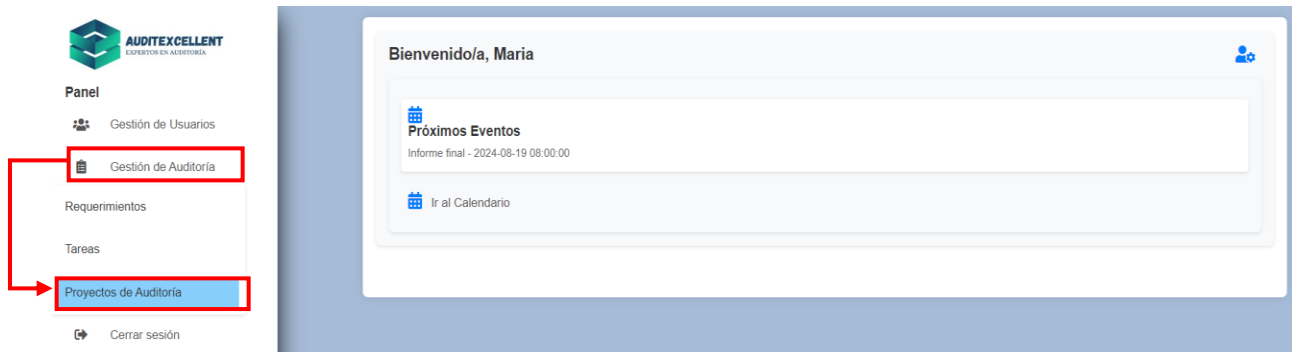 AUDITEXCELLENT
EXPERTOS EN AUDITORÍA
Panel
Gestión de Usuarios
Gestión de Auditoría
Requerimientos
Tareas
Proyectos de Auditoría
Cerrar sesión
Bienvenido/a, Maria
Próximos Eventos
Informe final - 2024-08-19 08:00:00
Ir al Calendario